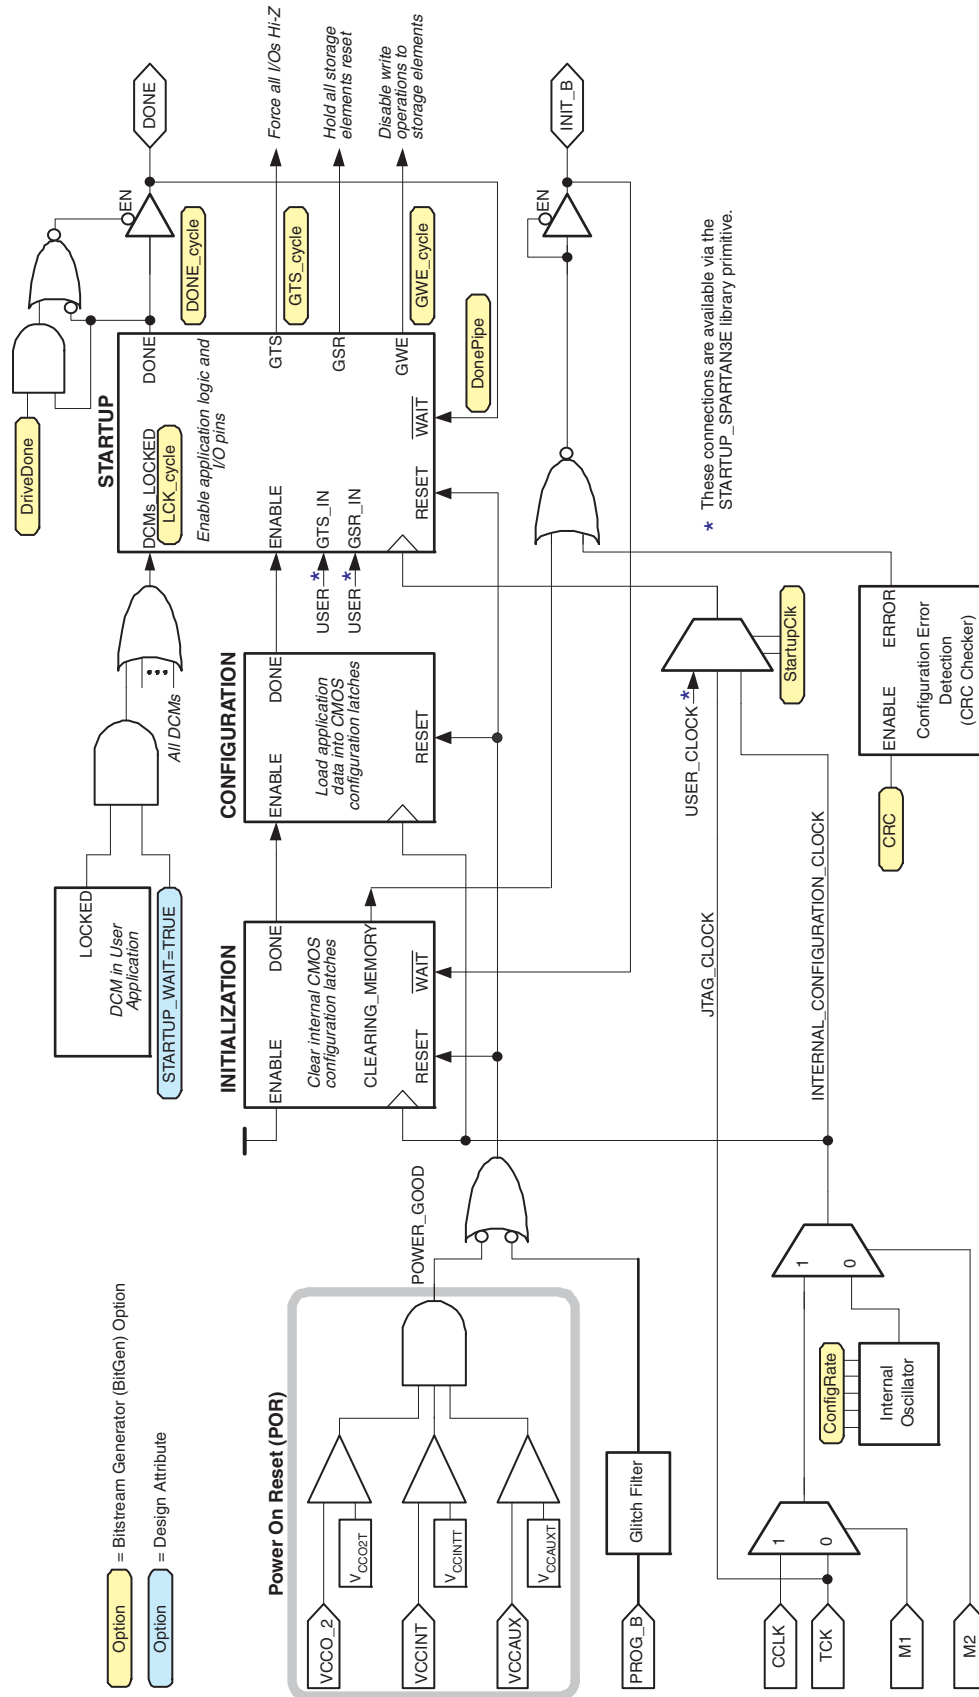 = Bitstream Generator (BitGen) Option
Option
= Design Attribute
Option
Power On Reset (POR)
VCCO_2
VCCO2T
VCCINT
VCCINTT
VCCAUX
VCCAUXT
POWER_GOOD
PROG_B
Glitch Filter
CCLK
TCK
1
0
M1
M2
ConfigRate
Internal
Oscillator
1
0
LOCKED
DCM in User
Application
STARTUP_WAIT=TRUE
All DCMs
INITIALIZATION
ENABLE
DONE
Clear internal CMOS
configuration latches
CLEARING_MEMORY
RESET
WAIT
CONFIGURATION
ENABLE
DONE
Load application
data into CMOS
configuration latches
RESET
STARTUP
DriveDone
DCMs_LOCKED
LCK_cycle
DONE
Enable application logic and
I/O pins
ENABLE
GTS
USER
*
GTS_IN
USER
*
GSR_IN
GSR
GWE
RESET
WAIT
EN
DONE
DONE_cycle
GTS_cycle
GWE_cycle
DonePipe
Force all I/Os Hi-Z
Hold all storage
elements reset
Disable write
operations to
storage elements
EN
INIT_B
* These connections are available via the
STARTUP_SPARTAN3E library primitive.
USER_CLOCK
*
JTAG_CLOCK
INTERNAL_CONFIGURATION_CLOCK
StartupClk
CRC
ENABLE
ERROR
Configuration Error
Detection
(CRC Checker)